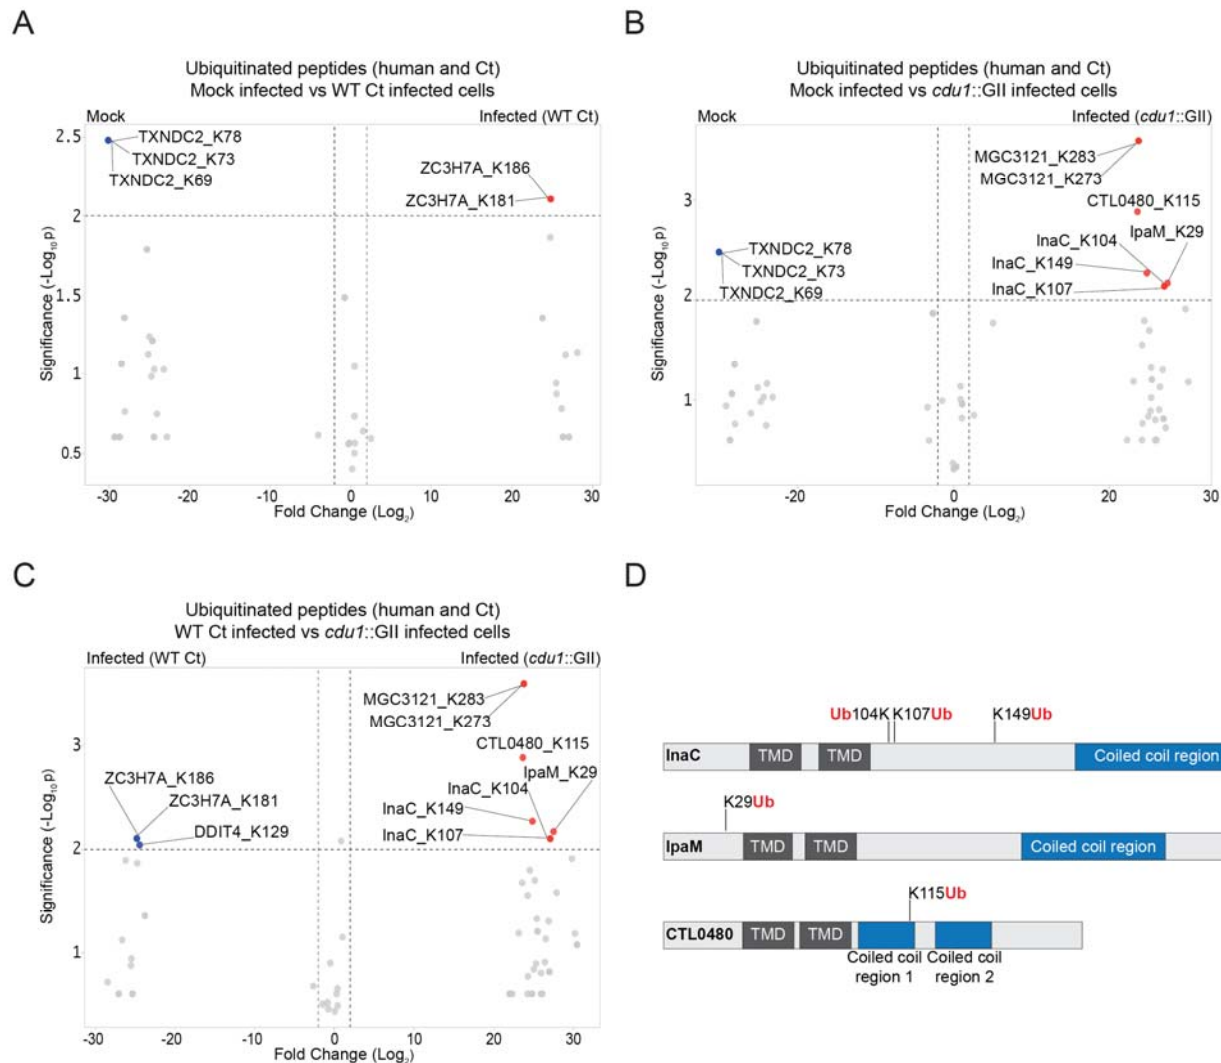 A
Ubiquitinated peptides (human and Ct)
Mock infected vs WT Ct infected cells
Mock
Infected (WT Ct)
2.5
TXNDC2_K78
TXNDC2_K73
TXNDC2_K69
ZC3H7A_K186
ZC3H7A_K181
2
1.5
1
0.5
Significance (-Log10 p)
-30
-20
-10
0
10
20
30
Fold Change (Log2)
B
Ubiquitinated peptides (human and Ct)
Mock infected vs cdu1::GII infected cells
Mock
Infected (cdu1::GII)
MGC3121_K283
MGC3121_K273
3
CTL0480_K115
IpaM_K29
InaC_K104
TXNDC2_K78
InaC_K149
TXNDC2_K73
TXNDC2_K69
InaC_K107
2
1
Significance (-Log10 p)
-20
0
20
30
Fold Change (Log2)
C
Ubiquitinated peptides (human and Ct)
WT Ct infected vs cdu1::GII infected cells
Infected (WT Ct)
Infected (cdu1::GII)
MGC3121_K283
MGC3121_K273
3
CTL0480_K115
IpaM_K29
ZC3H7A_K186
InaC_K104
ZC3H7A_K181
InaC_K149
DDIT4_K129
InaC_K107
2
1
Significance (-Log10 p)
-30
-20
-10
0
10
20
30
Fold Change (Log2)
D
Ub104K K107Ub K149Ub
InaC TMD TMD Coiled coil region
K29Ub
IpaM TMD TMD Coiled coil region
K115Ub
CTL0480 TMD TMD
Coiled coil Coiled coil
region 1 region 2